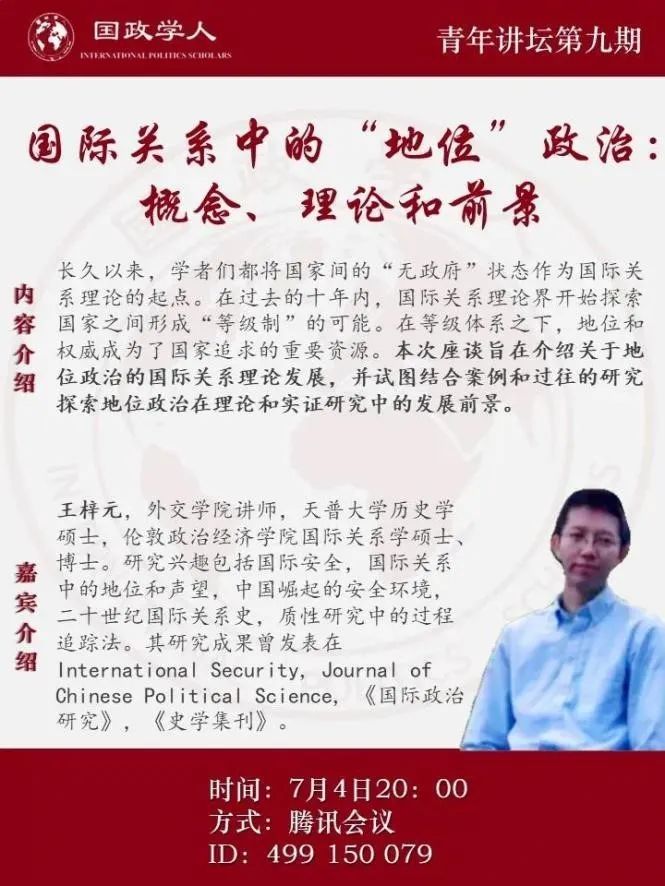 国政学人
INTERNATIONAL POLITICS SCHOLARS
青年讲坛第九期
国际关系中的“地位”政治：
概念、理论和前景
内容介绍
长久以来，学者们都将国家间的“无政府”状态作为国际关
系理论的起点。在过去的十年内，国际关系理论界开始探索
国家之间形成“等级制”的可能。在等级体系之下，地位和
权威成为了国家追求的重要资源。本次座谈旨在介绍关于地
位政治的国际关系理论发展，并试图结合案例和过往的研究
探索地位政治在理论和实证研究中的发展前景。
嘉宾介绍
王梓元，外交学院讲师，天普大学历史学
硕士，伦敦政治经济学院国际关系学硕士、
博士。研究兴趣包括国际安全，国际关系
中的地位和声望，中国崛起的安全环境，
二十世纪国际关系史，质性研究中的过程
追踪法。其研究成果曾发表在
International Security, Journal of
Chinese Political Science, 《国际政治
研究》，《史学集刊》。
时间：7月4日20：00
方式：腾讯会议
ID：499 150 079